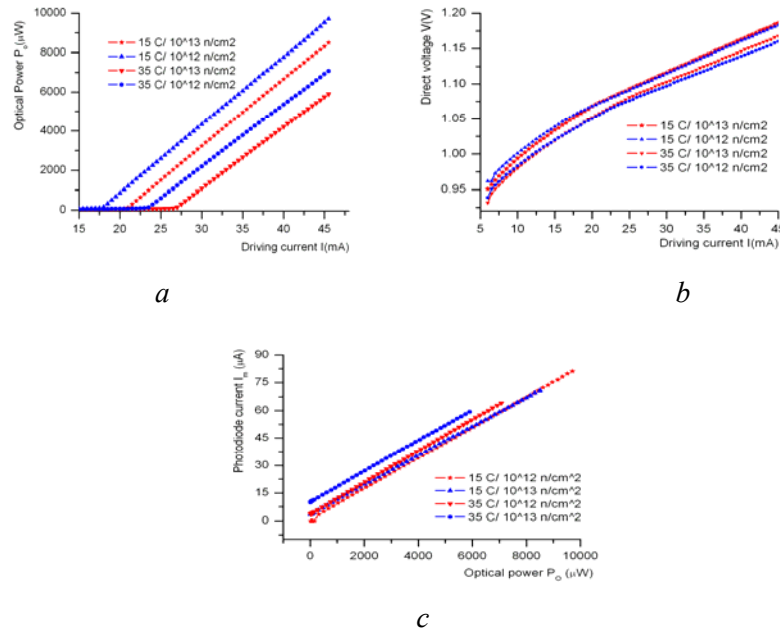 10000
8000
6000
4000
2000
0
Optical Power P_o(μW)
15 C/ 10^13 n/cm2
15 C/ 10^12 n/cm2
35 C/ 10^12 n/cm2
35 C/ 10^13 n/cm2
15 20 25 30 35 40 45
Driving current I(mA)
a
1.20
1.15
1.10
1.05
1.00
0.95
Direct voltage V(V)
15 C/ 10^13 n/cm2
15 C/ 10^12 n/cm2
35 C/ 10^13 n/cm2
35 C/ 10^12 n/cm2
5 10 15 20 25 30 35 40 45
Driving current I(mA)
b
90
75
60
45
30
15
0
Photodiode current I_m (μA)
15 C/ 10^12 n/cm^2
15 C/ 10^13 n/cm^2
35 C/ 10^12 n/cm^2
35 C/ 10^13 n/cm^2
0 2000 4000 6000 8000 10000
Optical power P_O (μW)
c